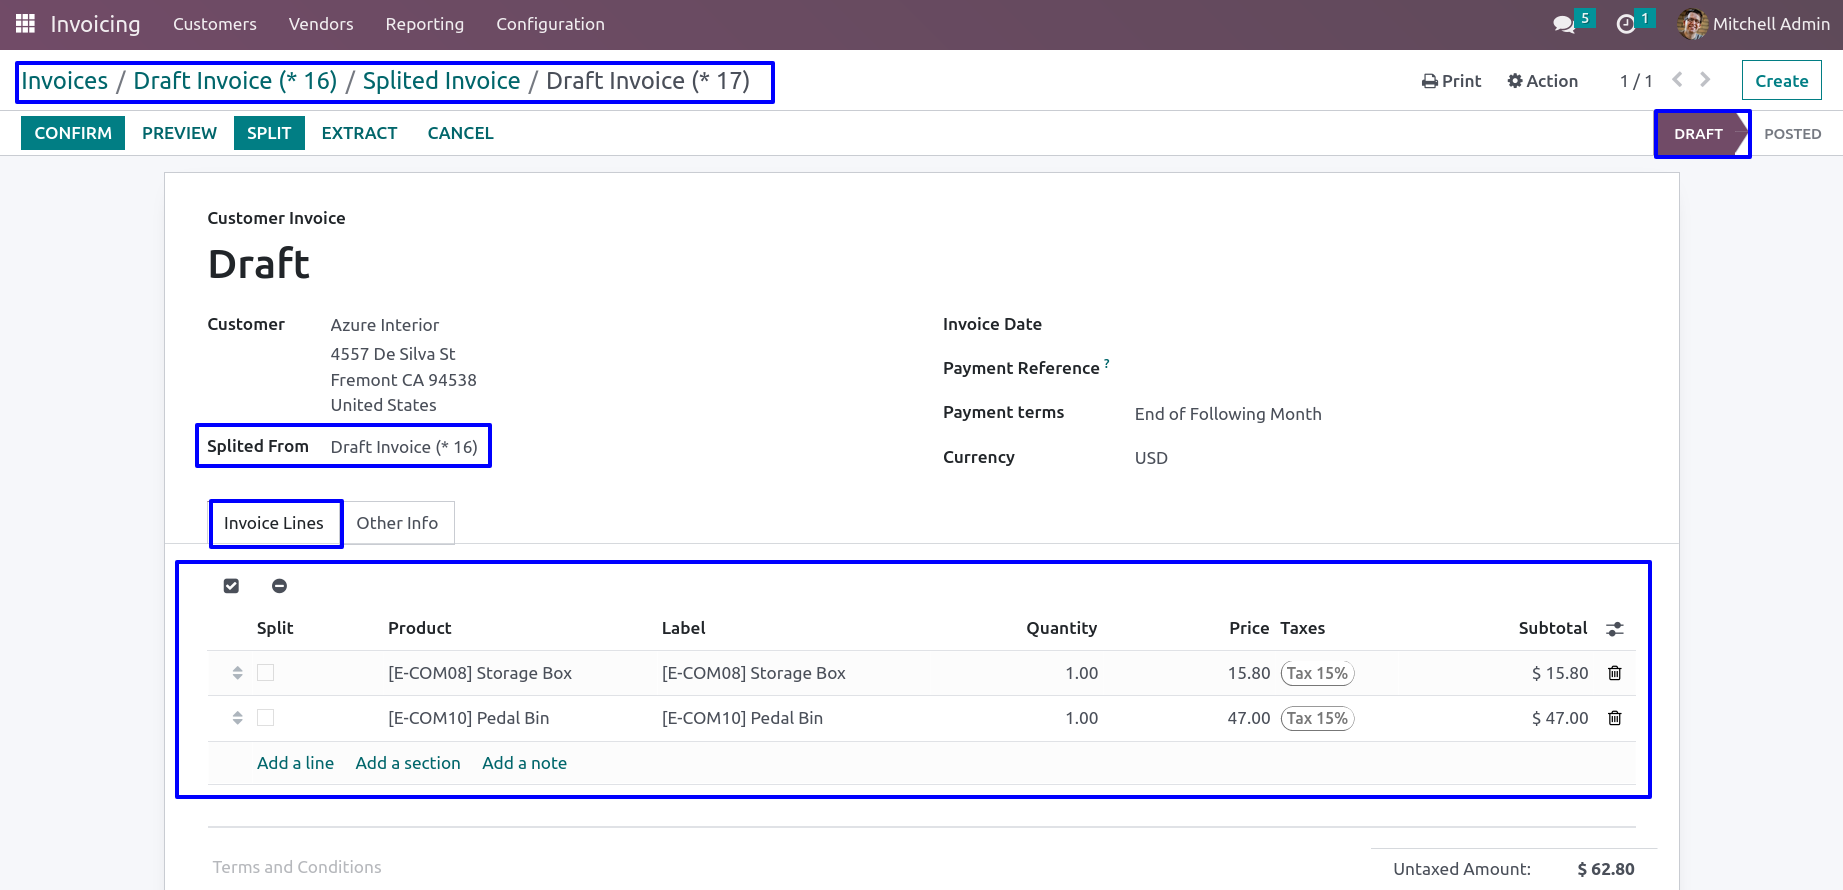 Invoicing Customers Vendors Reporting Configuration 5 1 Mitchell Admin
Invoices / Draft Invoice (* 16) / Splited Invoice / Draft Invoice (* 17) Print Action 1 / 1 Create
CONFIRM PREVIEW SPLIT EXTRACT CANCEL DRAFT POSTED
Customer Invoice
Draft
Customer Azure Interior Invoice Date
4557 De Silva St
Fremont CA 94538 Payment Reference ?
United States Payment terms End of Following Month
Splited From Draft Invoice (* 16) Currency USD
Invoice Lines Other Info
Split Product Label Quantity Price Taxes Subtotal
[E-COM08] Storage Box [E-COM08] Storage Box 1.00 15.80 Tax 15% $ 15.80
[E-COM10] Pedal Bin [E-COM10] Pedal Bin 1.00 47.00 Tax 15% $ 47.00
Add a line Add a section Add a note
Terms and Conditions Untaxed Amount: $ 62.80